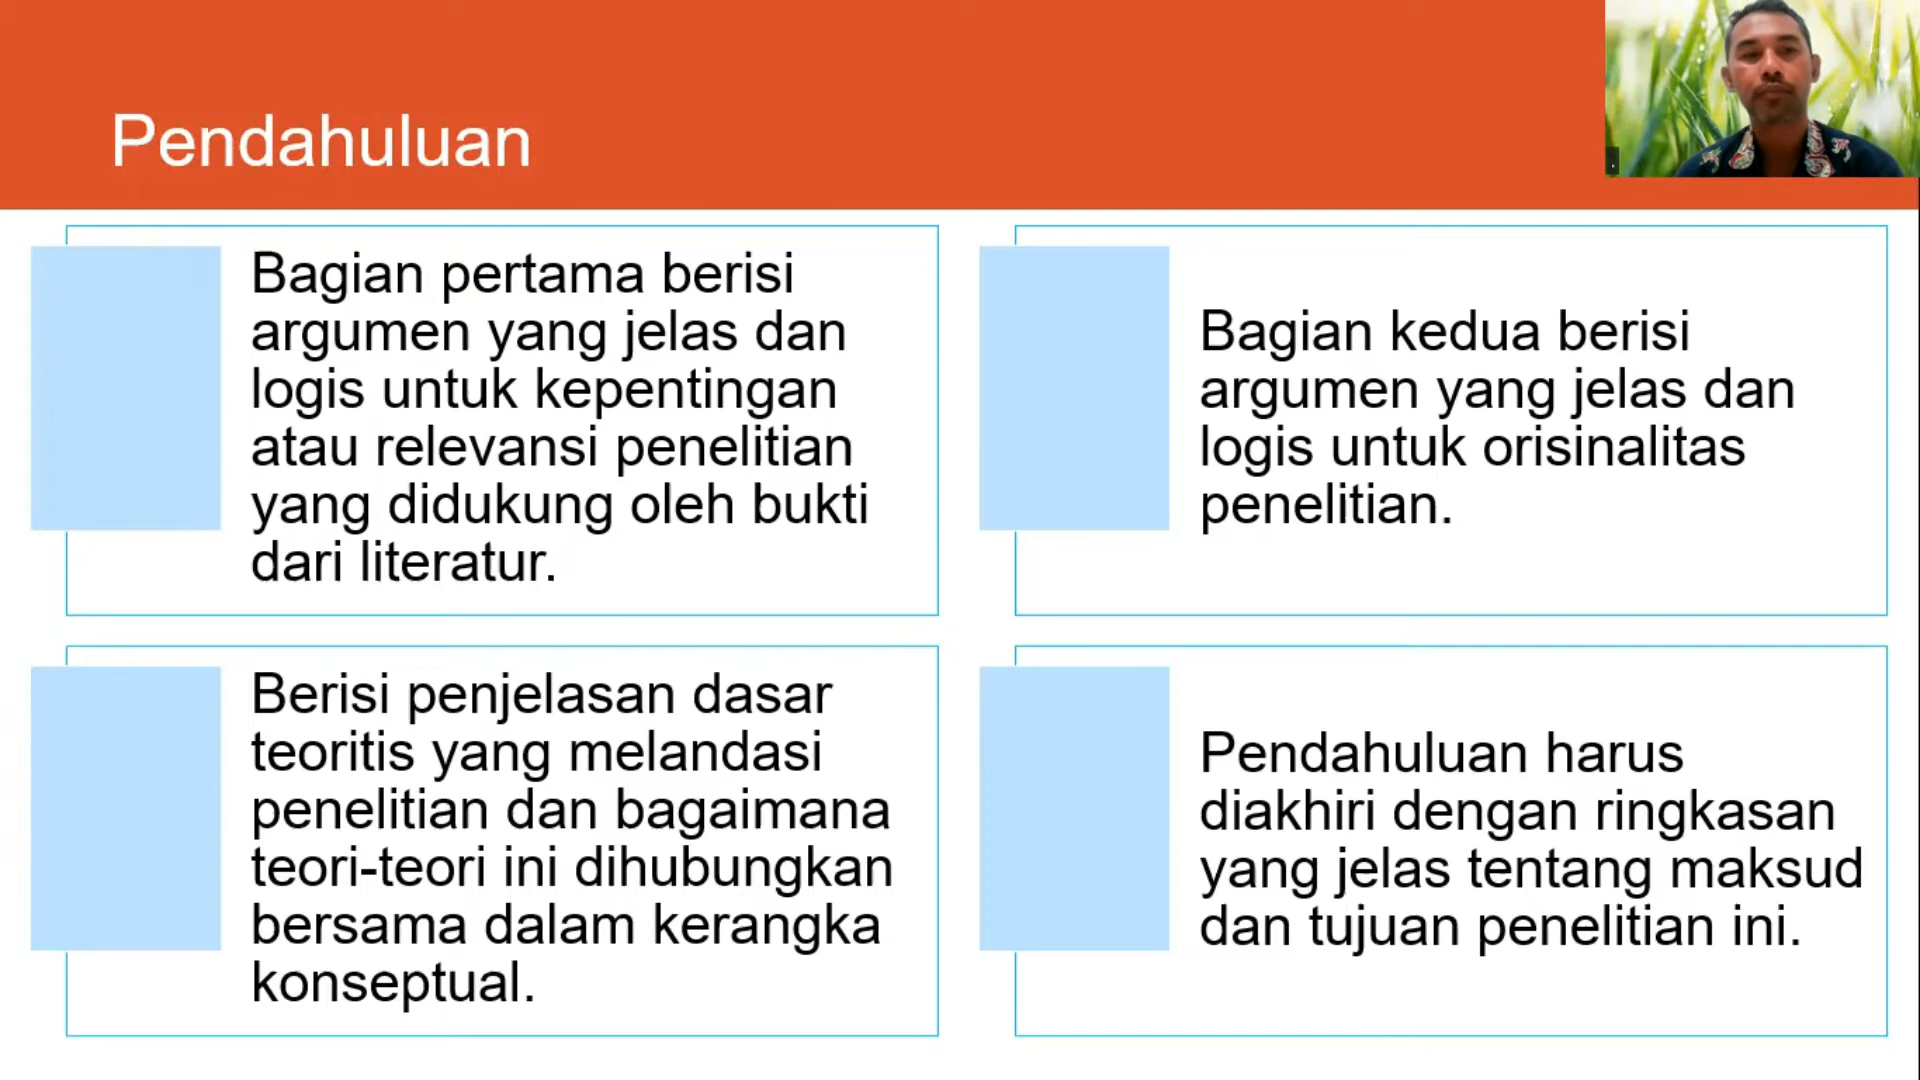 Pendahuluan
Bagian pertama berisi
argumen yang jelas dan
logis untuk kepentingan
atau relevansi penelitian
yang didukung oleh bukti
dari literatur.
Bagian kedua berisi
argumen yang jelas dan
logis untuk orisinalitas
penelitian.
Berisi penjelasan dasar
teoritis yang melandasi
penelitian dan bagaimana
teori-teori ini dihubungkan
bersama dalam kerangka
konseptual.
Pendahuluan harus
diakhiri dengan ringkasan
yang jelas tentang maksud
dan tujuan penelitian ini.